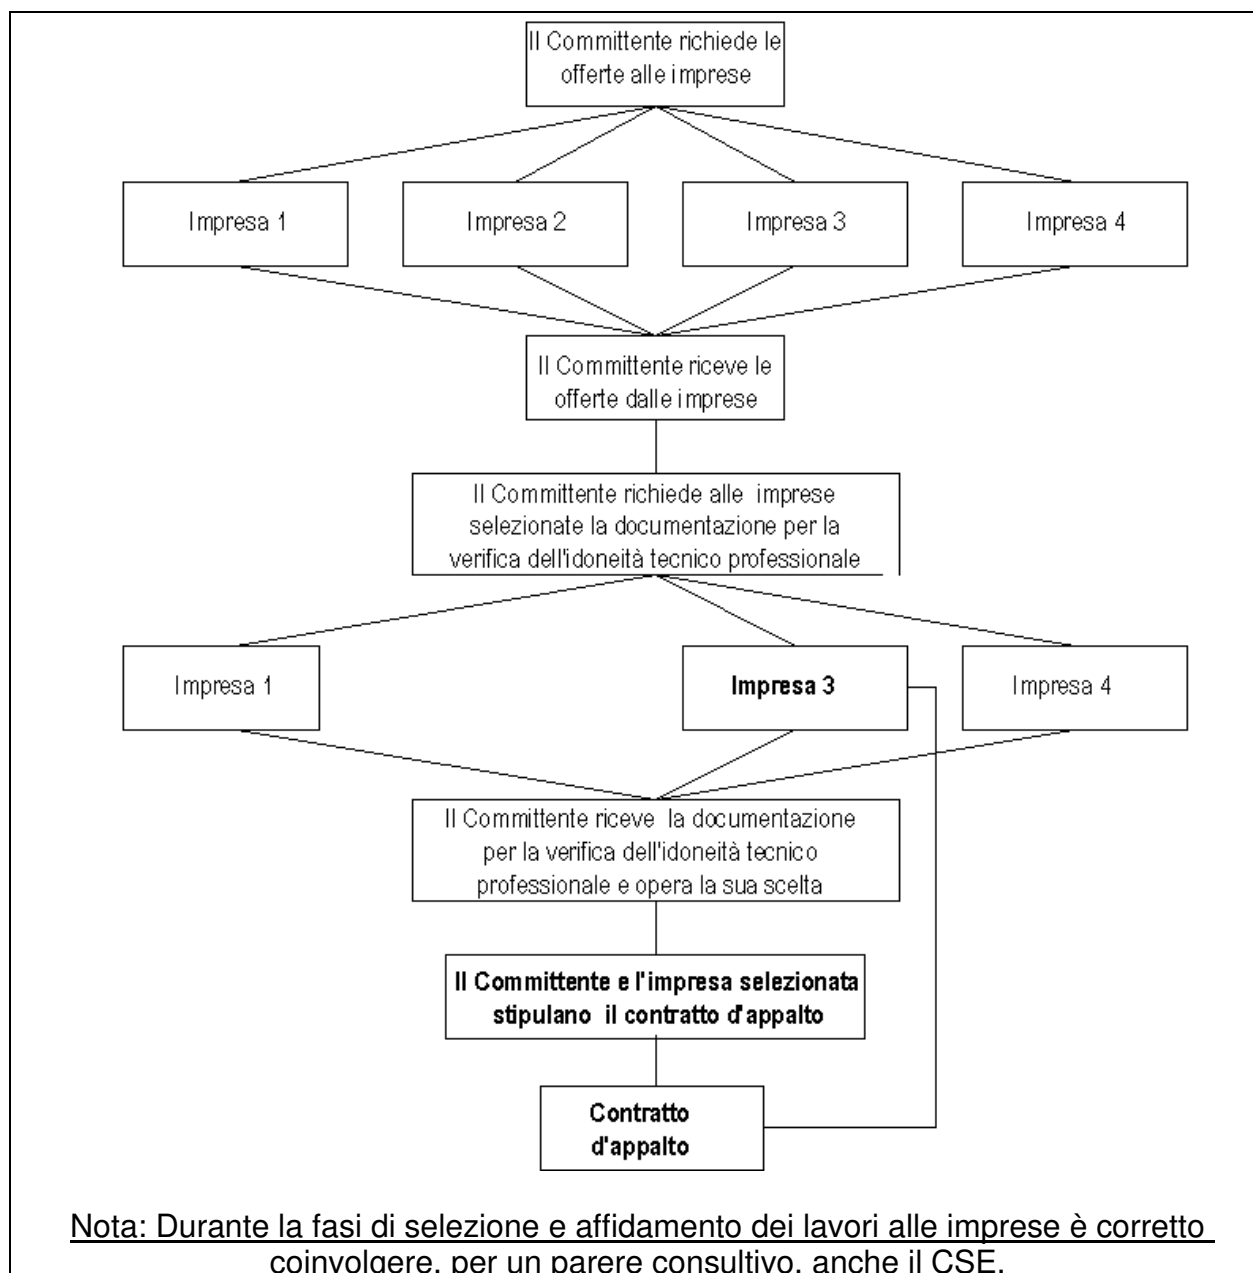 Il Committente richiede le
offerte alle imprese
Impresa 1
Impresa 2
Impresa 3
Impresa 4
Il Committente riceve le
offerte dalle imprese
Il Committente richiede alle imprese
selezionate la documentazione per la
verifica dell'idoneità tecnico professionale
Impresa 1
Impresa 3
Impresa 4
Il Committente riceve la documentazione
per la verifica dell'idoneità tecnico
professionale e opera la sua scelta
Il Committente e l'impresa selezionata
stipulano il contratto d'appalto
Contratto
d'appalto
Nota: Durante la fasi di selezione e affidamento dei lavori alle imprese è corretto
coinvolgere, per un parere consultivo, anche il CSE.